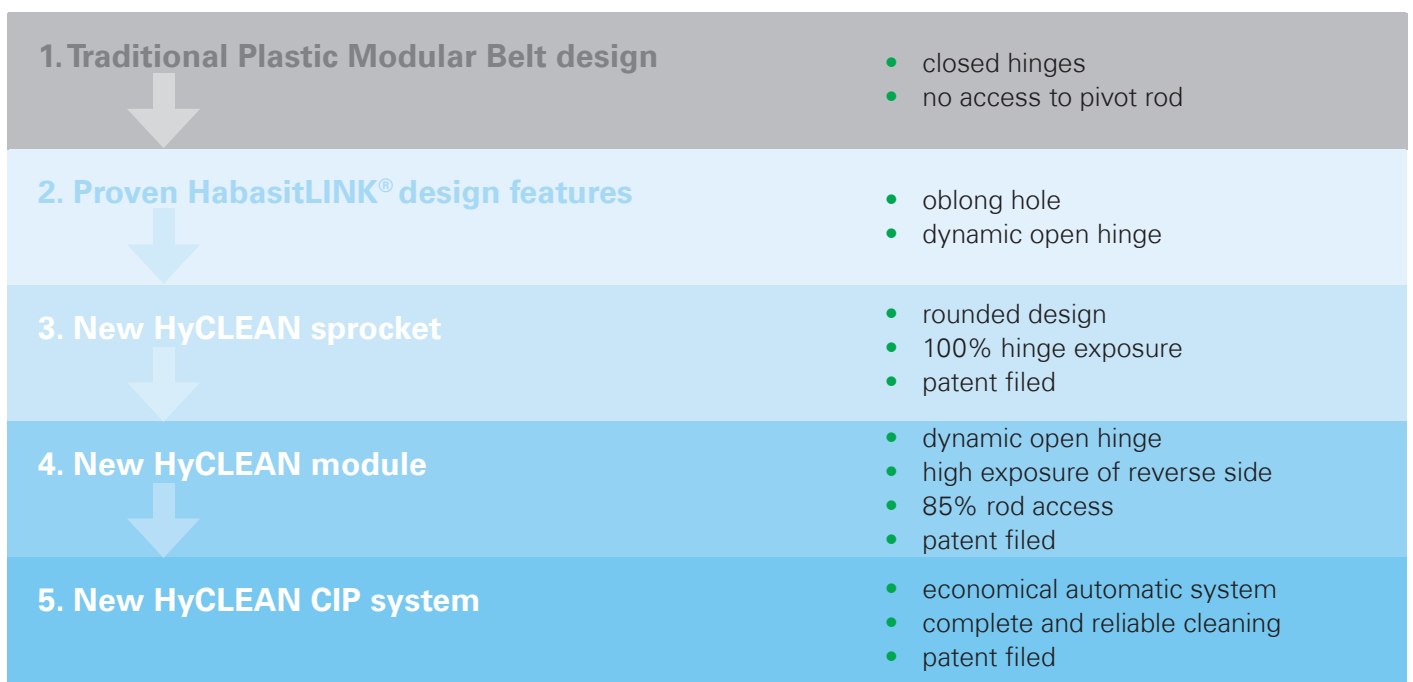 1. Traditional Plastic Modular Belt design
• closed hinges
• no access to pivot rod
2. Proven HabasitLINK® design features
• oblong hole
• dynamic open hinge
3. New HyCLEAN sprocket
• rounded design
• 100% hinge exposure
• patent filed
4. New HyCLEAN module
• dynamic open hinge
• high exposure of reverse side
• 85% rod access
• patent filed
5. New HyCLEAN CIP system
• economical automatic system
• complete and reliable cleaning
• patent filed